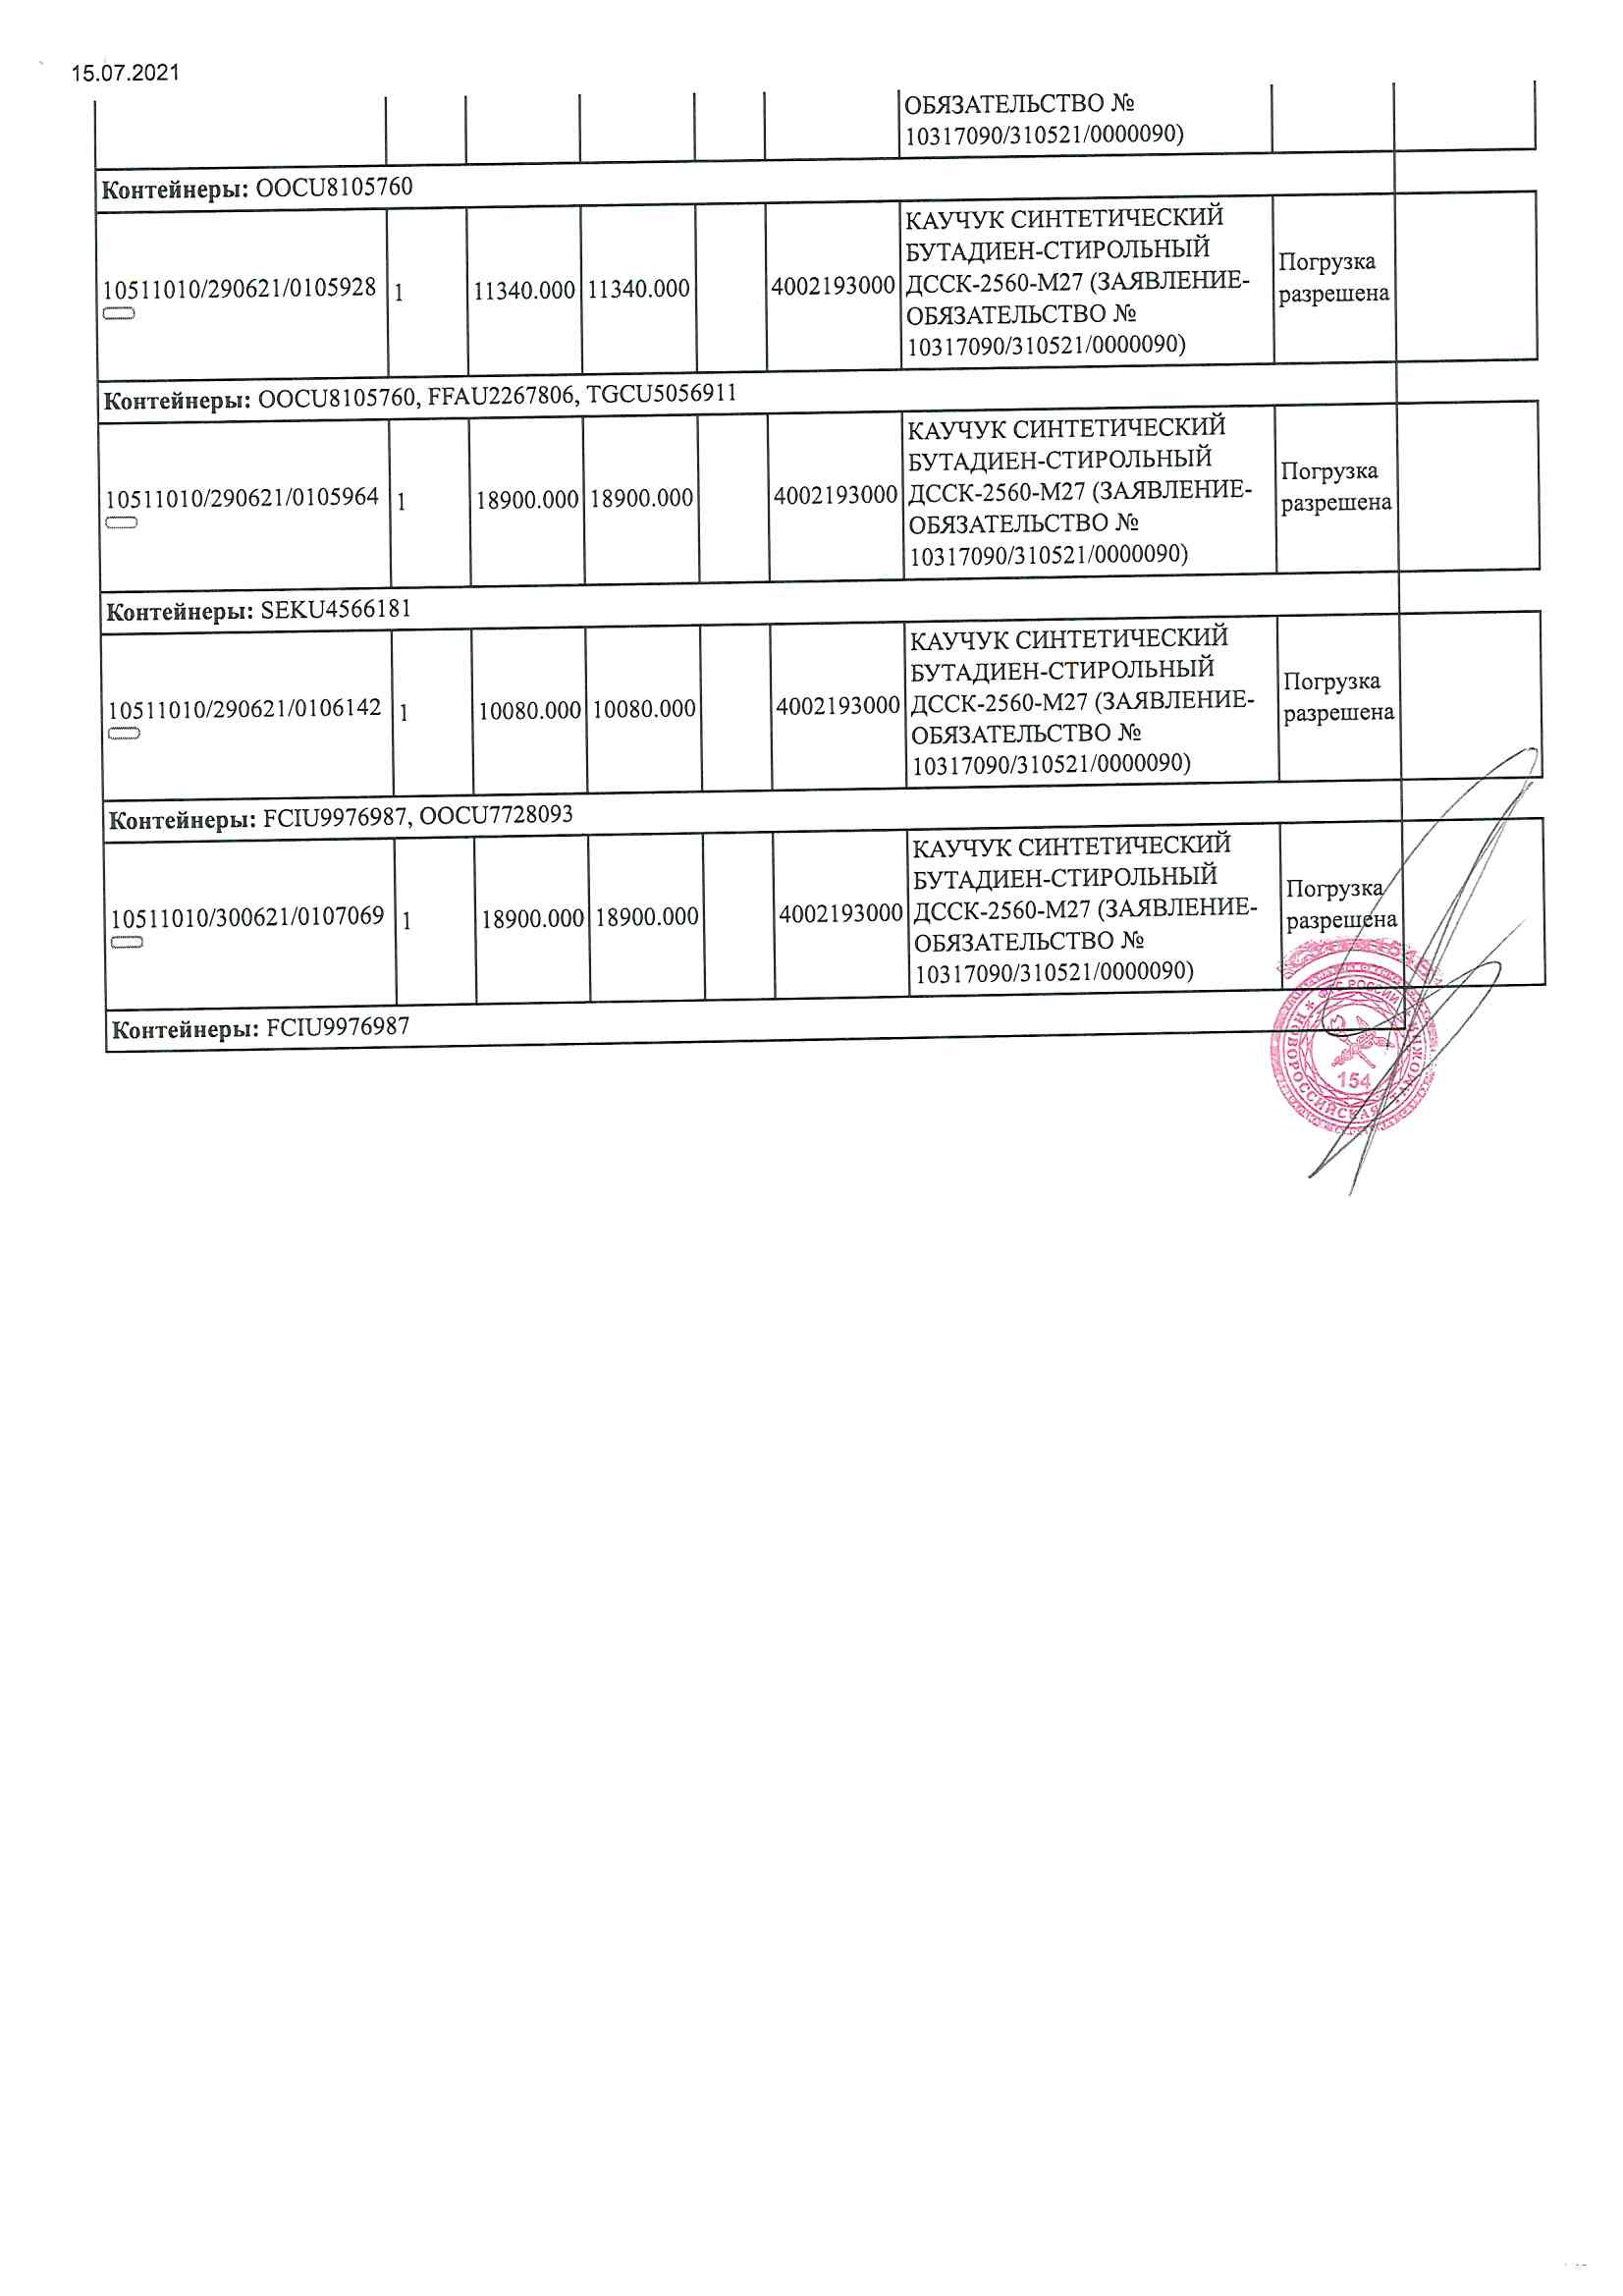 15.07.2021
ОБЯЗАТЕЛЬСТВО №
10317090/310521/0000090)
Контейнеры: OOCU8105760
10511010/290621/0105928 1 11340.000 11340.000 4002193000
КАУЧУК СИНТЕТИЧЕСКИЙ
БУТАДИЕН-СТИРОЛЬНЫЙ
ДССК-2560-М27 (ЗАЯВЛЕНИЕ-
ОБЯЗАТЕЛЬСТВО №
10317090/310521/0000090)
Погрузка
разрешена
Контейнеры: OOCU8105760, FFAU2267806, TGCU5056911
10511010/290621/0105964 1 18900.000 18900.000 4002193000
КАУЧУК СИНТЕТИЧЕСКИЙ
БУТАДИЕН-СТИРОЛЬНЫЙ
ДССК-2560-М27 (ЗАЯВЛЕНИЕ-
ОБЯЗАТЕЛЬСТВО №
10317090/310521/0000090)
Погрузка
разрешена
Контейнеры: SEKU4566181
10511010/290621/0106142 1 10080.000 10080.000 4002193000
КАУЧУК СИНТЕТИЧЕСКИЙ
БУТАДИЕН-СТИРОЛЬНЫЙ
ДССК-2560-М27 (ЗАЯВЛЕНИЕ-
ОБЯЗАТЕЛЬСТВО №
10317090/310521/0000090)
Погрузка
разрешена
Контейнеры: FCIU9976987, OOCU7728093
10511010/300621/0107069 1 18900.000 18900.000 4002193000
КАУЧУК СИНТЕТИЧЕСКИЙ
БУТАДИЕН-СТИРОЛЬНЫЙ
ДССК-2560-М27 (ЗАЯВЛЕНИЕ-
ОБЯЗАТЕЛЬСТВО №
10317090/310521/0000090)
Погрузка
разрешена
Контейнеры: FCIU9976987
ФТС РОССИИ
НОВОРОССИЙСКАЯ ТАМОЖНЯ
154